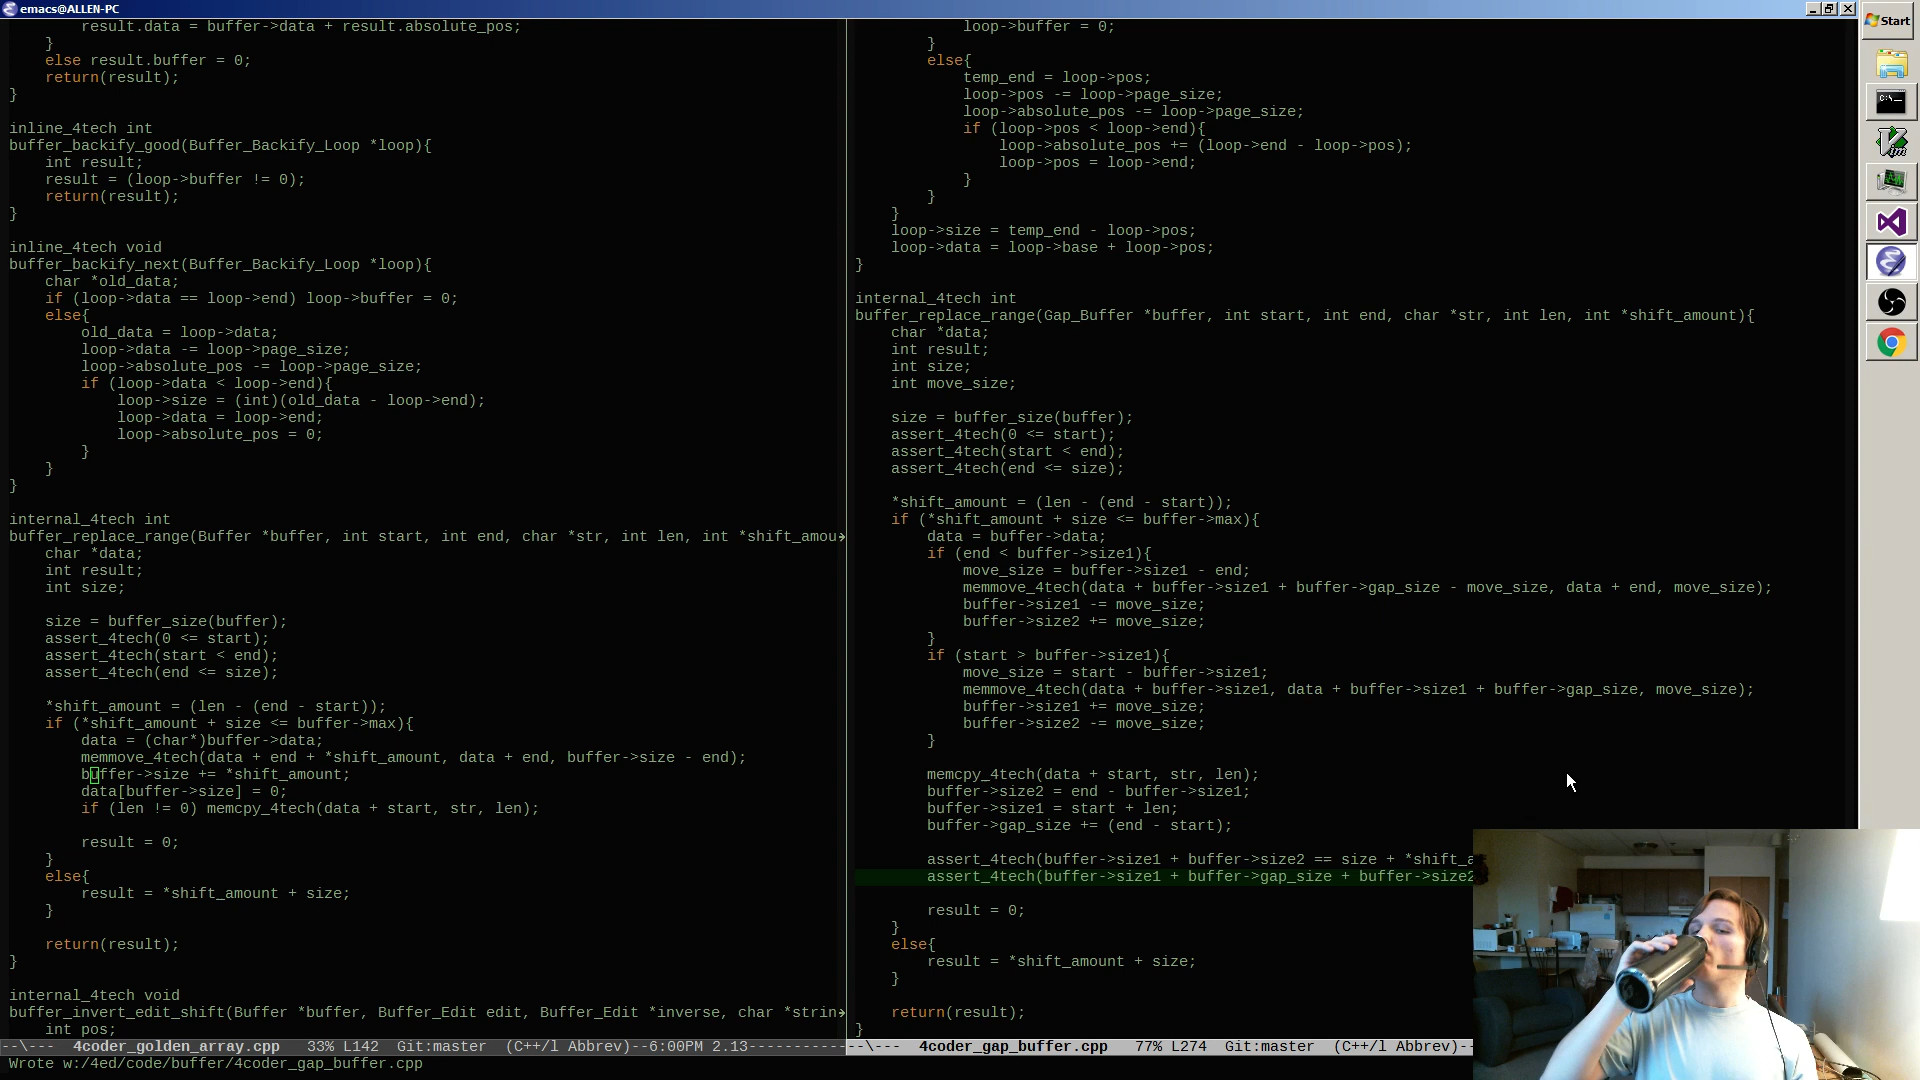 emacs@ALLEN-PC
Start
result.data = buffer->data + result.absolute_pos;
}
else result.buffer = 0;
return(result);
}
inline_4tech int
buffer_backify_good(Buffer_Backify_Loop *loop){
int result;
result = (loop->buffer != 0);
return(result);
}
inline_4tech void
buffer_backify_next(Buffer_Backify_Loop *loop){
char *old_data;
if (loop->data == loop->end) loop->buffer = 0;
else{
old_data = loop->data;
loop->data -= loop->page_size;
loop->absolute_pos -= loop->page_size;
if (loop->data < loop->end){
loop->size = (int)(old_data - loop->end);
loop->data = loop->end;
loop->absolute_pos = 0;
}
}
}
internal_4tech int
buffer_replace_range(Buffer *buffer, int start, int end, char *str, int len, int *shift_amou
char *data;
int result;
int size;
size = buffer_size(buffer);
assert_4tech(0 <= start);
assert_4tech(start < end);
assert_4tech(end <= size);
*shift_amount = (len - (end - start));
if (*shift_amount + size <= buffer->max){
data = (char*)buffer->data;
memmove_4tech(data + end + *shift_amount, data + end, buffer->size - end);
buffer->size += *shift_amount;
data[buffer->size] = 0;
if (len != 0) memcpy_4tech(data + start, str, len);
result = 0;
}
else{
result = *shift_amount + size;
}
return(result);
}
internal_4tech void
buffer_invert_edit_shift(Buffer *buffer, Buffer_Edit edit, Buffer_Edit *inverse, char *strin
int pos;
--\--- 4coder_golden_array.cpp 33% L142 Git:master (C++/l Abbrev)--6:00PM 2.13-----------
Wrote w:/4ed/code/buffer/4coder_gap_buffer.cpp
loop->buffer = 0;
}
else{
temp_end = loop->pos;
loop->pos -= loop->page_size;
loop->absolute_pos -= loop->page_size;
if (loop->pos < loop->end){
loop->absolute_pos += (loop->end - loop->pos);
loop->pos = loop->end;
}
}
}
loop->size = temp_end - loop->pos;
loop->data = loop->base + loop->pos;
}
internal_4tech int
buffer_replace_range(Gap_Buffer *buffer, int start, int end, char *str, int len, int *shift_amount){
char *data;
int result;
int size;
int move_size;
size = buffer_size(buffer);
assert_4tech(0 <= start);
assert_4tech(start < end);
assert_4tech(end <= size);
*shift_amount = (len - (end - start));
if (*shift_amount + size <= buffer->max){
data = buffer->data;
if (end < buffer->size1){
move_size = buffer->size1 - end;
memmove_4tech(data + buffer->size1 + buffer->gap_size - move_size, data + end, move_size);
buffer->size1 -= move_size;
buffer->size2 += move_size;
}
if (start > buffer->size1){
move_size = start - buffer->size1;
memmove_4tech(data + buffer->size1, data + buffer->size1 + buffer->gap_size, move_size);
buffer->size1 += move_size;
buffer->size2 -= move_size;
}
memcpy_4tech(data + start, str, len);
buffer->size2 = end - buffer->size1;
buffer->size1 = start + len;
buffer->gap_size += (end - start);
assert_4tech(buffer->size1 + buffer->size2 == size + *shift_a
assert_4tech(buffer->size1 + buffer->gap_size + buffer->size2
result = 0;
}
else{
result = *shift_amount + size;
}
return(result);
}
--\--- 4coder_gap_buffer.cpp 77% L274 Git:master (C++/l Abbrev)--